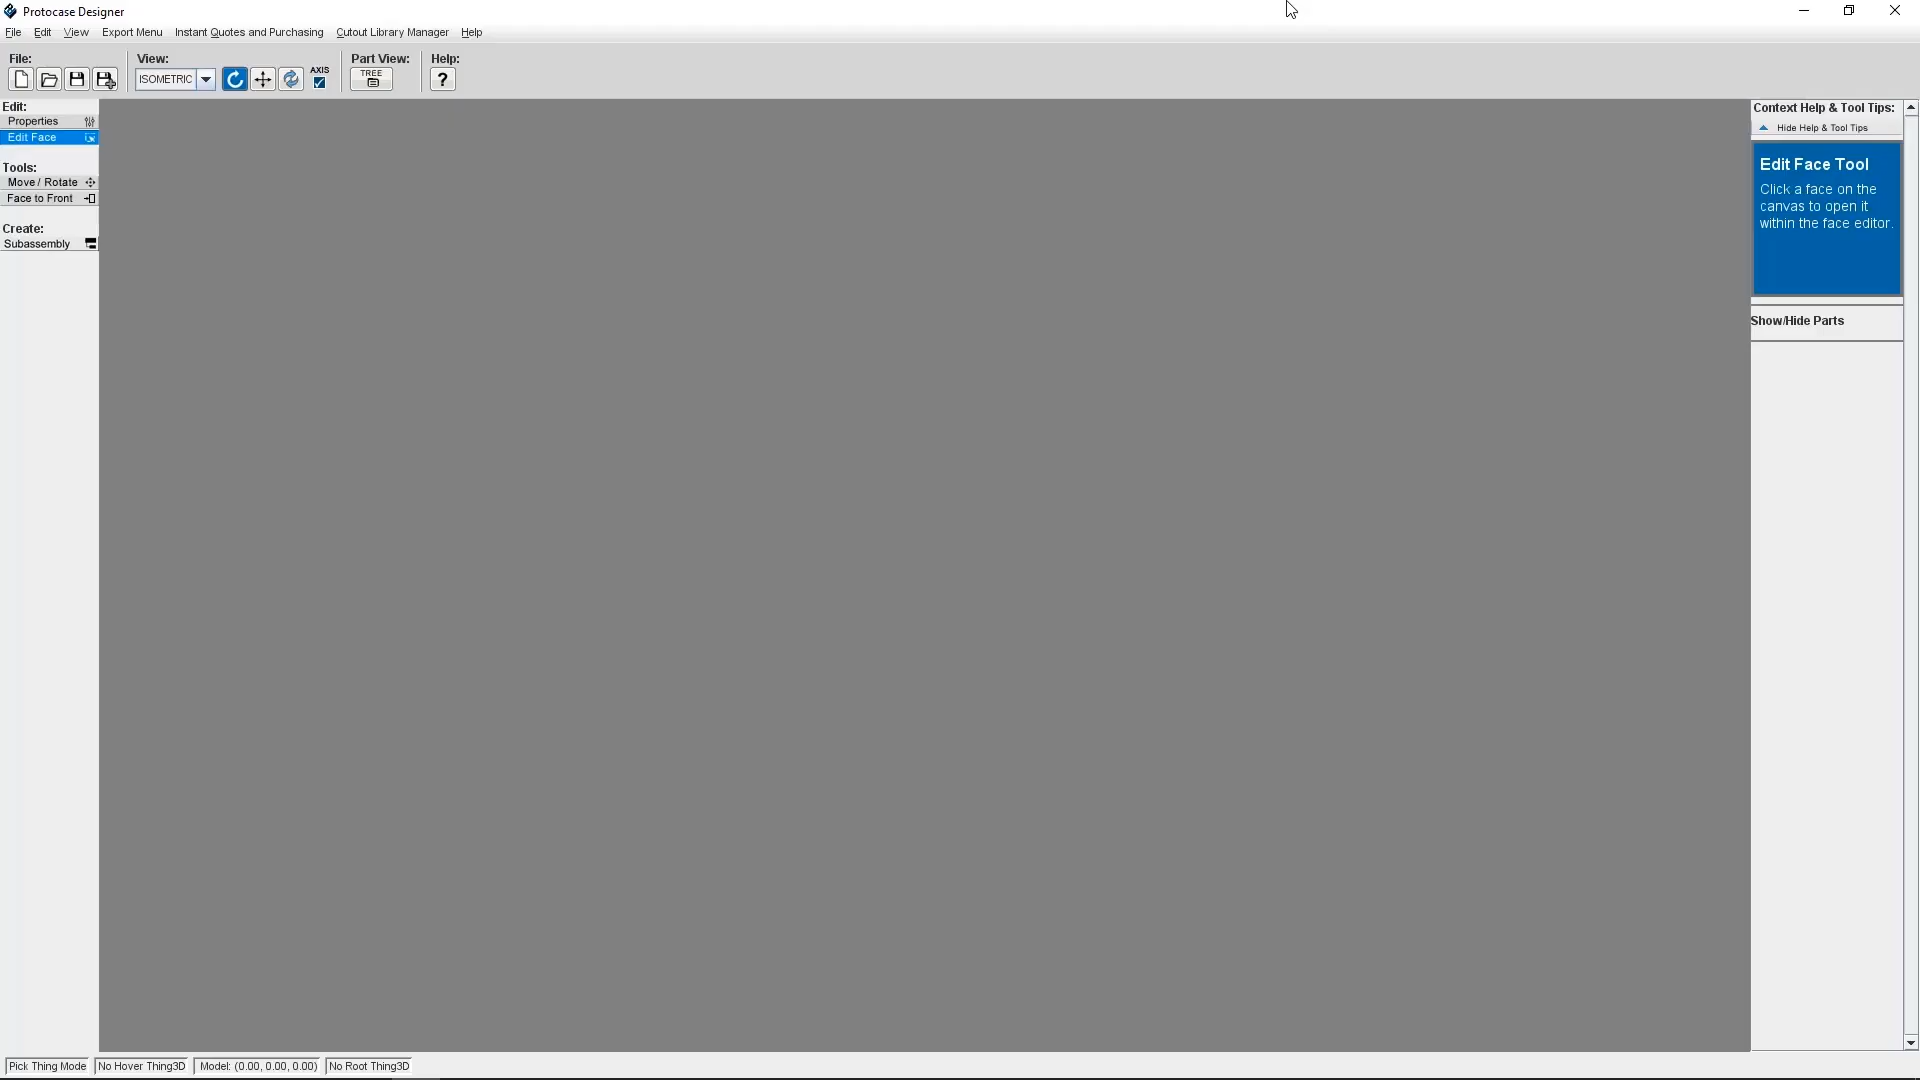 Protocase Designer
File Edit View Export Menu Instant Quotes and Purchasing Cutout Library Manager Help
File: View: Part View: Help:
ISOMETRIC AXIS TREE ?
Edit:
Properties
Edit Face
Tools:
Move / Rotate
Face to Front
Create:
Subassembly
Context Help & Tool Tips:
Hide Help & Tool Tips
Edit Face Tool
Click a face on the
canvas to open it
within the face editor.
Show/Hide Parts
Pick Thing Mode No Hover Thing3D Model: (0.00, 0.00, 0.00) No Root Thing3D